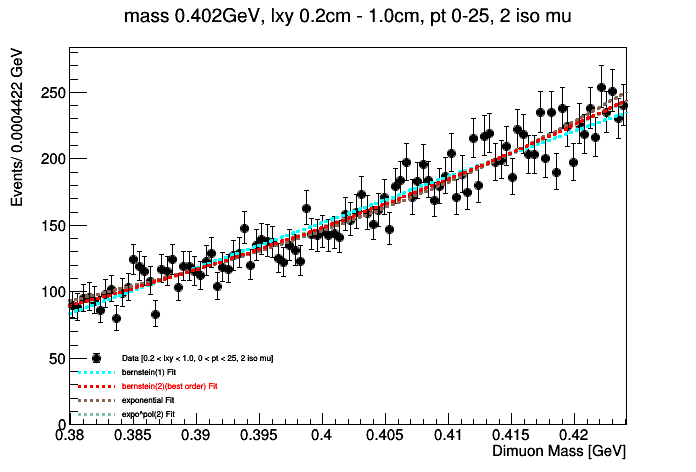 mass 0.402GeV, lxy 0.2cm - 1.0cm, pt 0-25, 2 iso mu
Events/ 0.0004422 GeV
250
200
150
100
50
0
Data [0.2 < lxy < 1.0, 0 < pt < 25, 2 iso mu]
bernstein(1) Fit
bernstein(2)(best order) Fit
exponential Fit
expo*pol(2) Fit
0.38 0.385 0.39 0.395 0.4 0.405 0.41 0.415 0.42
Dimuon Mass [GeV]